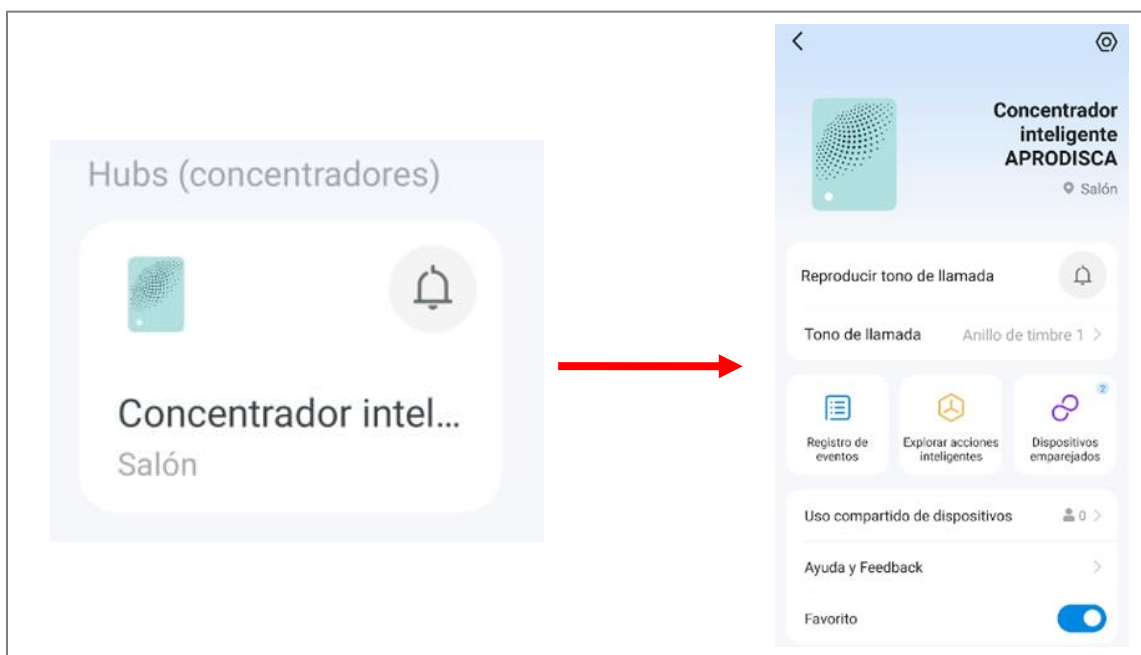 Hubs (concentradores)
Concentrador intel...
Salón
Concentrador
inteligente
APRODISCA
Salón
Reproducir tono de llamada
Tono de llamada Anillo de timbre 1
2
Registro de
eventos
Explorar acciones
inteligentes
Dispositivos
emparejados
Uso compartido de dispositivos 0
Ayuda y Feedback
Favorito